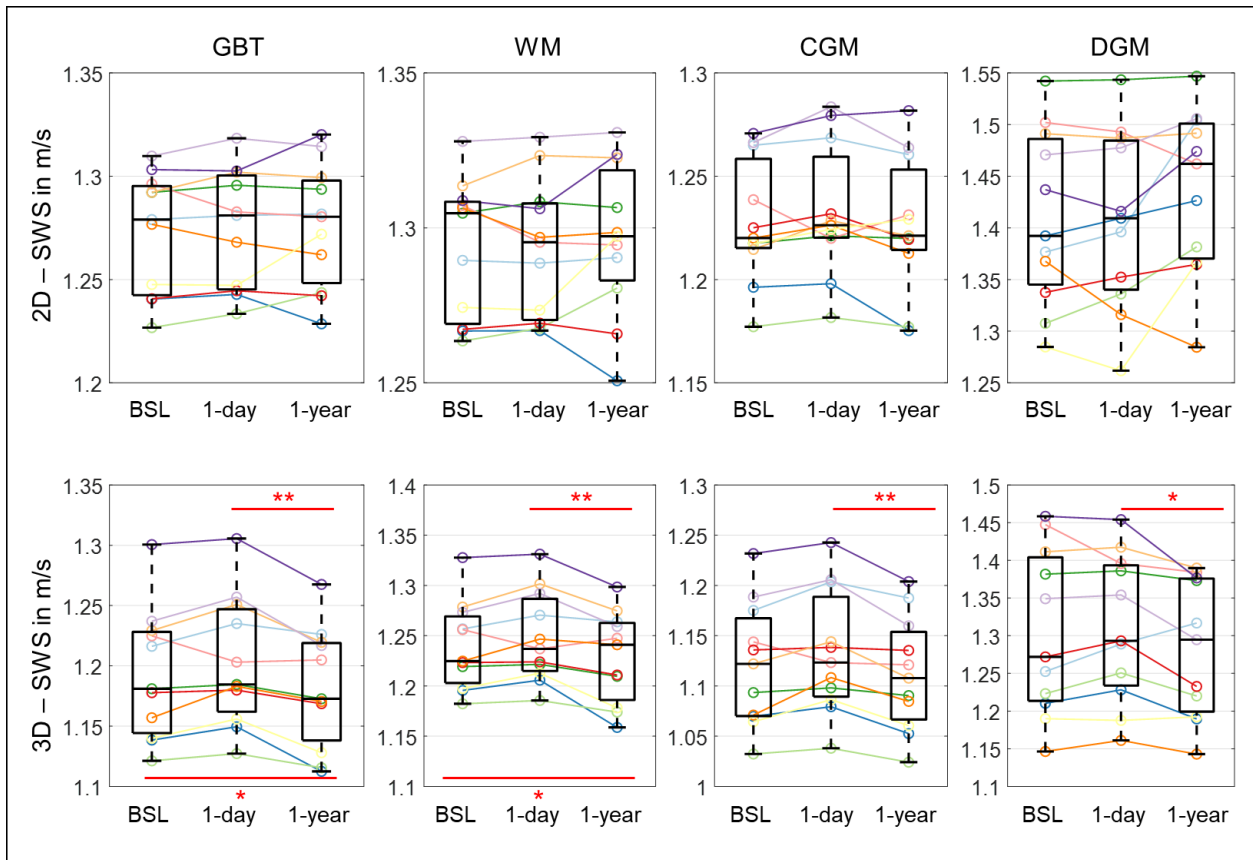 GBT WM CGM DGM
2D – SWS in m/s
1.35 1.35 1.3 1.55
1.5
1.3 1.25 1.45
1.3 1.4
1.25 1.2 1.35
1.3
1.2 1.25 1.15 1.25
BSL 1-day 1-year BSL 1-day 1-year BSL 1-day 1-year BSL 1-day 1-year
3D – SWS in m/s
1.35 1.4 1.3 1.5
** ** ** *
1.3 1.35 1.25 1.45
1.4
1.25 1.3 1.2 1.35
1.2 1.25 1.15 1.3
1.25
1.15 1.2 1.1 1.2
1.15 1.05 1.15
1.1 1.1 1 1.1
* *
BSL 1-day 1-year BSL 1-day 1-year BSL 1-day 1-year BSL 1-day 1-year